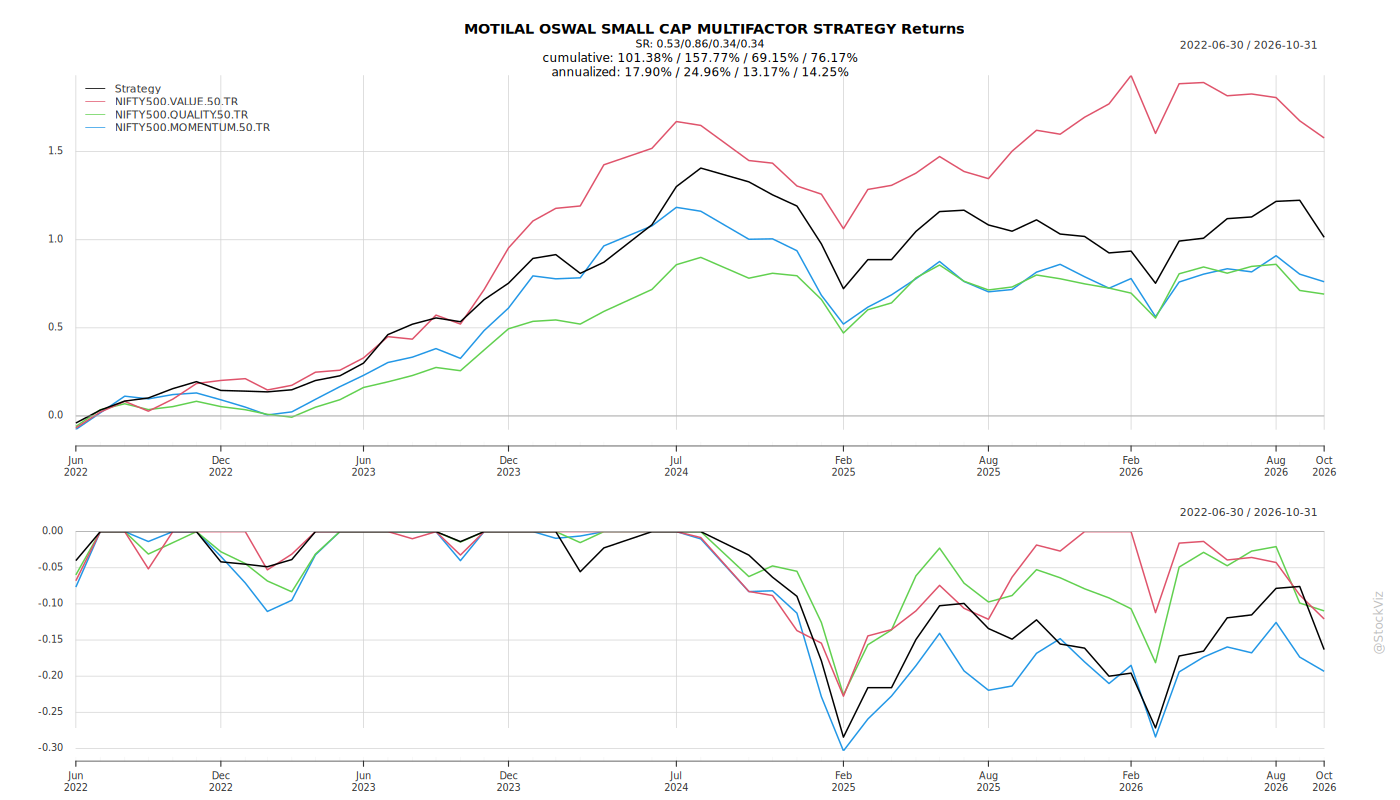 MOTILAL OSWAL SMALL CAP MULTIFACTOR STRATEGY Returns
SR: 0.53/0.86/0.34/0.34
cumulative: 101.38% / 157.77% / 69.15% / 76.17%
annualized: 17.90% / 24.96% / 13.17% / 14.25%
2022-06-30 / 2026-10-31
Strategy
NIFTY500.VALUE.50.TR
NIFTY500.QUALITY.50.TR
NIFTY500.MOMENTUM.50.TR
1.5
1.0
0.5
0.0
Jun Dec Jun Dec Jul Feb Aug Feb Aug Oct
2022 2022 2023 2023 2024 2025 2025 2026 2026 2026
2022-06-30 / 2026-10-31
0.00
-0.05
-0.10
-0.15
-0.20
-0.25
-0.30
Jun Dec Jun Dec Jul Feb Aug Feb Aug Oct
2022 2022 2023 2023 2024 2025 2025 2026 2026 2026
@StockViz